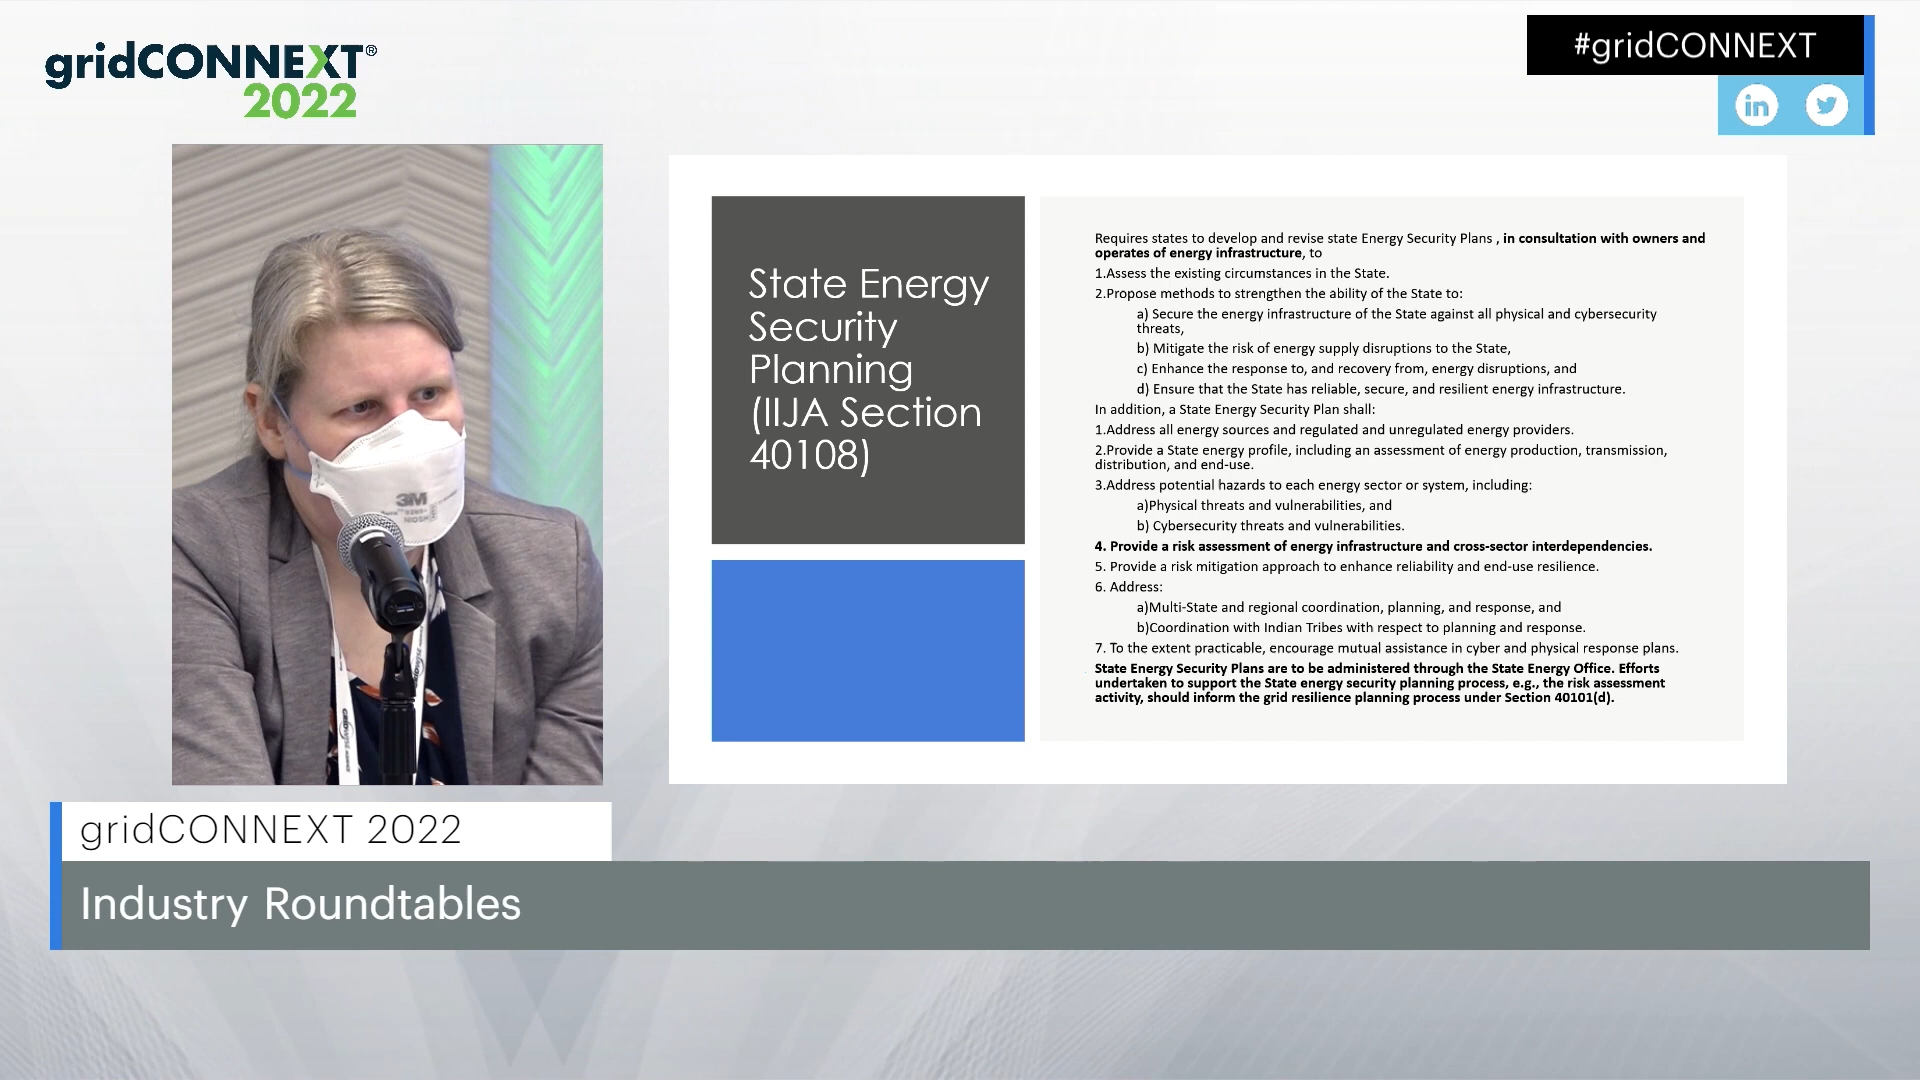 gridCONNEXT®
2022
#gridCONNEXT
in
State Energy
Security
Planning
(IIJA Section
40108)
Requires states to develop and revise state Energy Security Plans , in consultation with owners and
operates of energy infrastructure, to
1.Assess the existing circumstances in the State.
2.Propose methods to strengthen the ability of the State to:
a) Secure the energy infrastructure of the State against all physical and cybersecurity
threats,
b) Mitigate the risk of energy supply disruptions to the State,
c) Enhance the response to, and recovery from, energy disruptions, and
d) Ensure that the State has reliable, secure, and resilient energy infrastructure.
In addition, a State Energy Security Plan shall:
1.Address all energy sources and regulated and unregulated energy providers.
2.Provide a State energy profile, including an assessment of energy production, transmission,
distribution, and end-use.
3.Address potential hazards to each energy sector or system, including:
a)Physical threats and vulnerabilities, and
b) Cybersecurity threats and vulnerabilities.
4. Provide a risk assessment of energy infrastructure and cross-sector interdependencies.
5. Provide a risk mitigation approach to enhance reliability and end-use resilience.
6. Address:
a)Multi-State and regional coordination, planning, and response, and
b)Coordination with Indian Tribes with respect to planning and response.
7. To the extent practicable, encourage mutual assistance in cyber and physical response plans.
State Energy Security Plans are to be administered through the State Energy Office. Efforts
undertaken to support the State energy security planning process, e.g., the risk assessment
activity, should inform the grid resilience planning process under Section 40101(d).
3M
NIOSH
gridCONNEXT 2022
Industry Roundtables